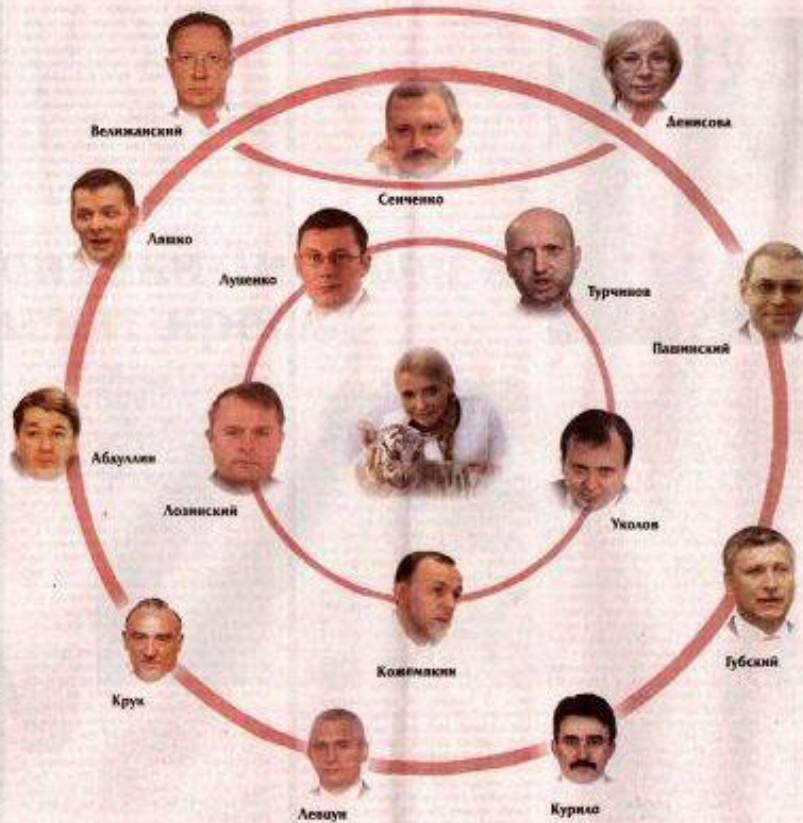 Велижанский
Денисова
Сенченко
Ляшко
Луценко
Турчинов
Пашинский
Абдуллин
Лозинский
Уколов
Кожемякин
Губский
Крук
Левцун
Курило